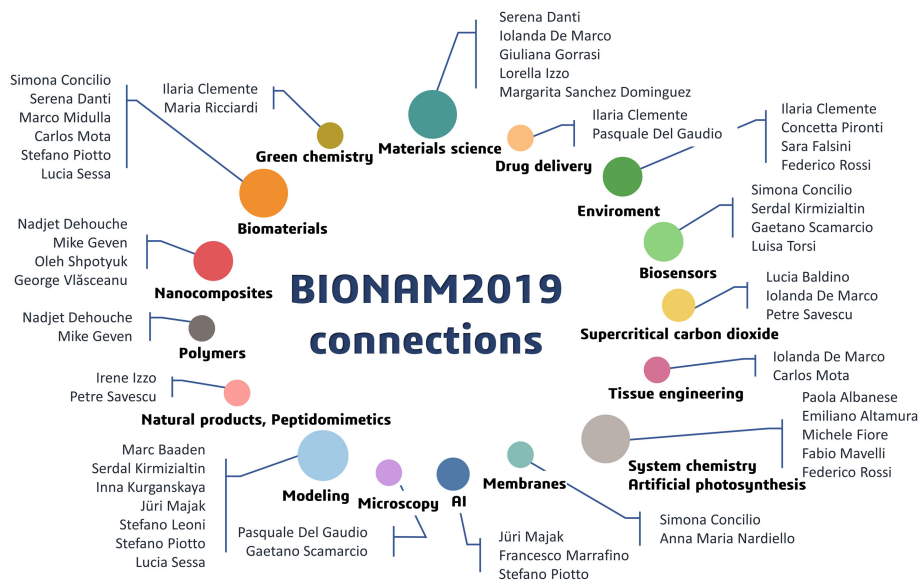 Serena Danti
Iolanda De Marco
Giuliana Gorrasi
Lorella Izzo
Margarita Sanchez Dominguez
Materials science
Simona Concilio
Serena Danti
Marco Midulla
Carlos Mota
Stefano Piotto
Lucia Sessa
Biomaterials
Ilaria Clemente
Maria Ricciardi
Green chemistry
Ilaria Clemente
Pasquale Del Gaudio
Drug delivery
Ilaria Clemente
Concetta Pironti
Sara Falsini
Federico Rossi
Enviroment
Simona Concilio
Serdal Kirmizialtin
Gaetano Scamarcio
Luisa Torsi
Biosensors
Nadjet Dehouche
Mike Geven
Oleh Shpotyuk
George Vlăsceanu
Nanocomposites
BIONAM2019
connections
Lucia Baldino
Iolanda De Marco
Petre Savescu
Supercritical carbon dioxide
Nadjet Dehouche
Mike Geven
Polymers
Iolanda De Marco
Carlos Mota
Tissue engineering
Irene Izzo
Petre Savescu
Natural products, Peptidomimetics
Paola Albanese
Emiliano Altamura
Michele Fiore
Fabio Mavelli
Federico Rossi
System chemistry
Artificial photosynthesis
Marc Baaden
Serdal Kirmizialtin
Inna Kurganskaya
Jüri Majak
Stefano Leoni
Stefano Piotto
Lucia Sessa
Modeling
Microscopy
Pasquale Del Gaudio
Gaetano Scamarcio
AI
Jüri Majak
Francesco Marrafino
Stefano Piotto
Membranes
Simona Concilio
Anna Maria Nardiello